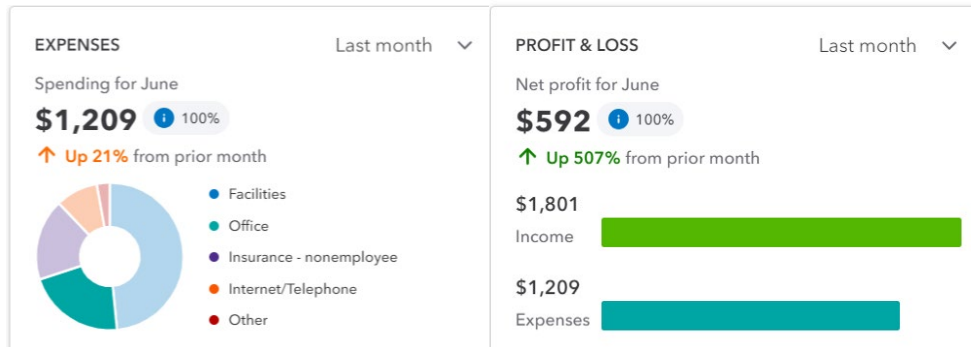 EXPENSES
Last month
Spending for June
$1,209
100%
Up 21% from prior month
Facilities
Office
Insurance - nonemployee
Internet/Telephone
Other
PROFIT & LOSS
Last month
Net profit for June
$592
100%
Up 507% from prior month
$1,801
Income
$1,209
Expenses